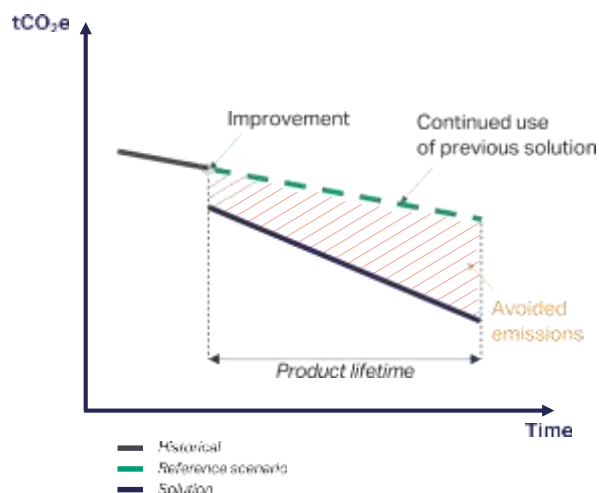 tCO₂e
Improvement
Continued use
of previous solution
Avoided
emissions
Product lifetime
Time
Historical
Reference scenario
Solution